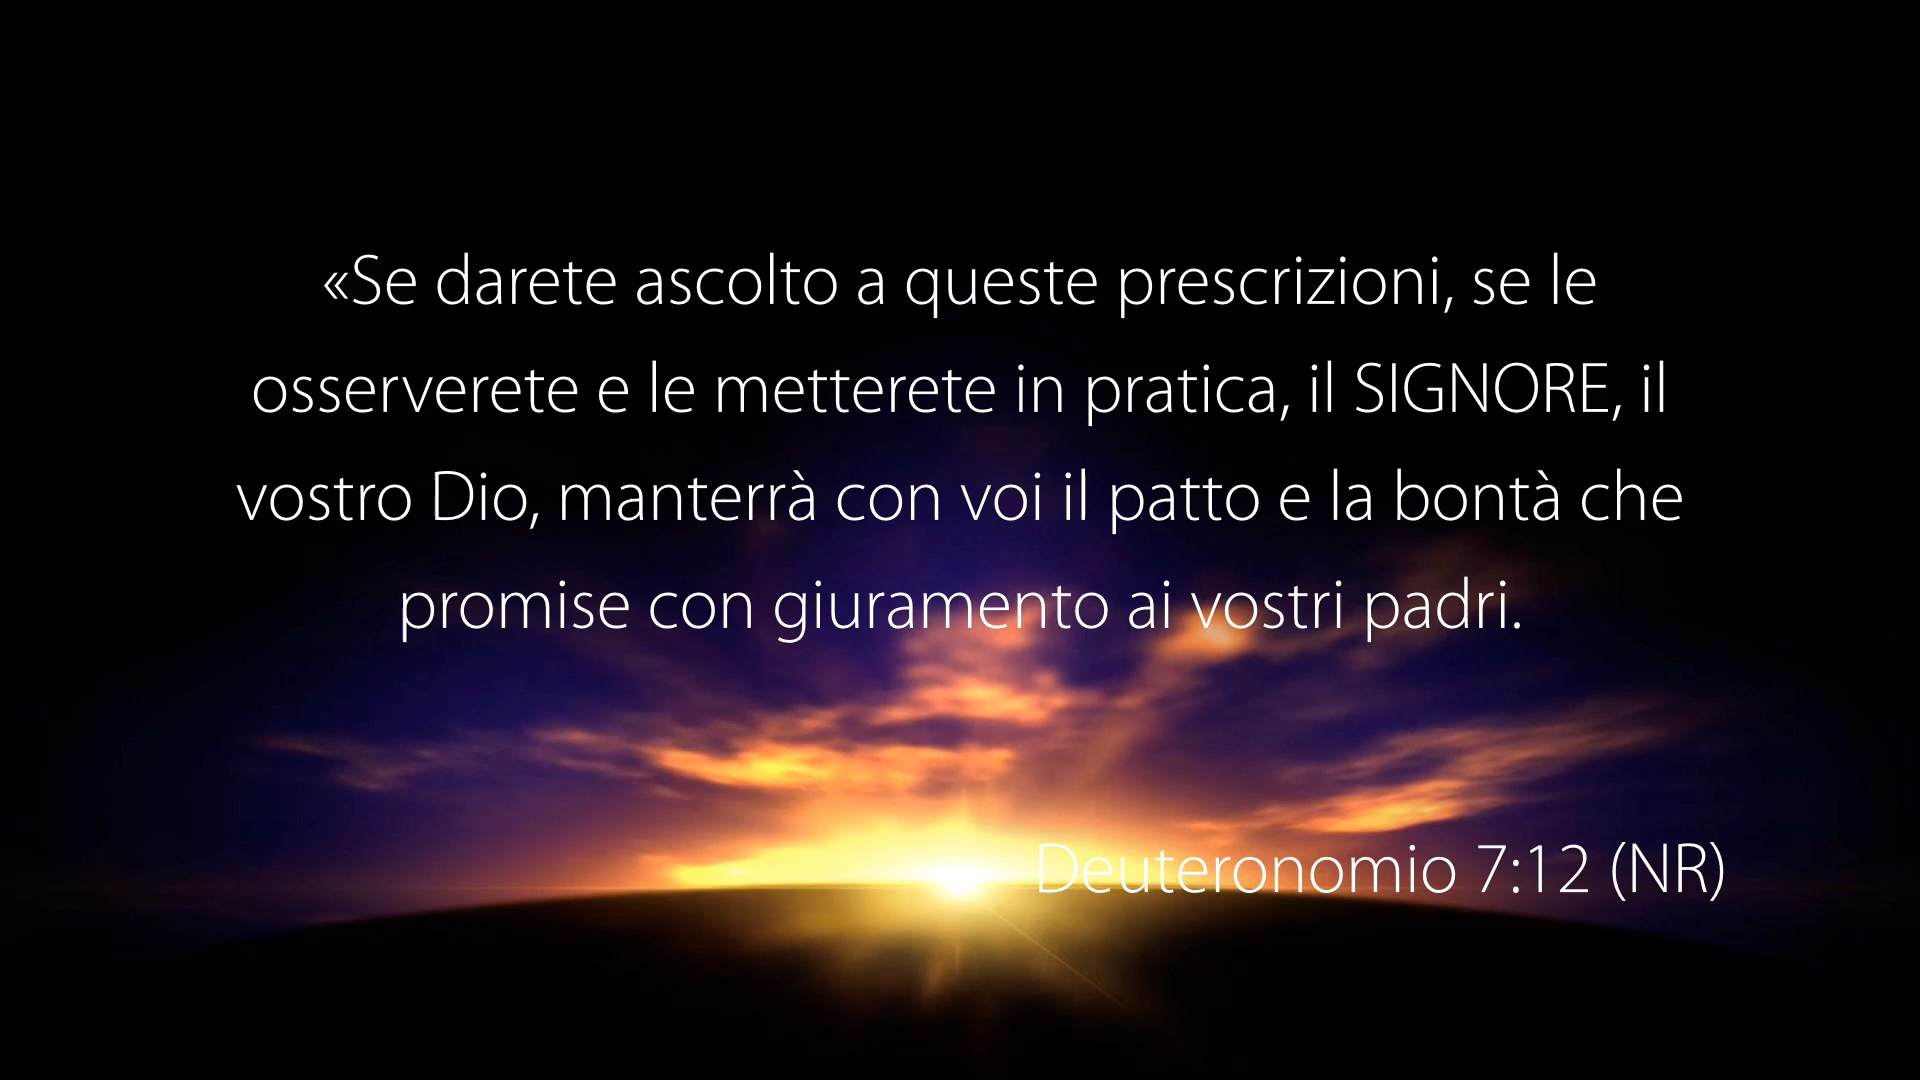 «Se darete ascolto a queste prescrizioni, se le
osserverete e le metterete in pratica, il SIGNORE, il
vostro Dio, manterrà con voi il patto e la bontà che
promise con giuramento ai vostri padri.
Deuteronomio 7:12 (NR)